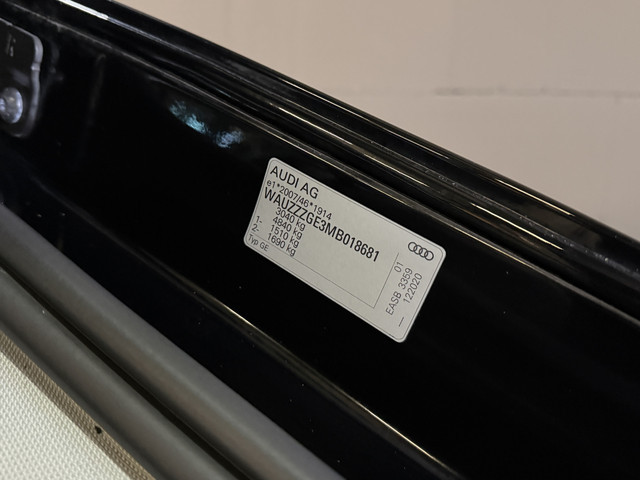 AUDI AG
e1*2007/46*1914
WAUZZZGE3MB018681
3040 kg
4840 kg
1- 1510 kg
2- 1690 kg
Typ GE
01
EASB 3359
— 122020